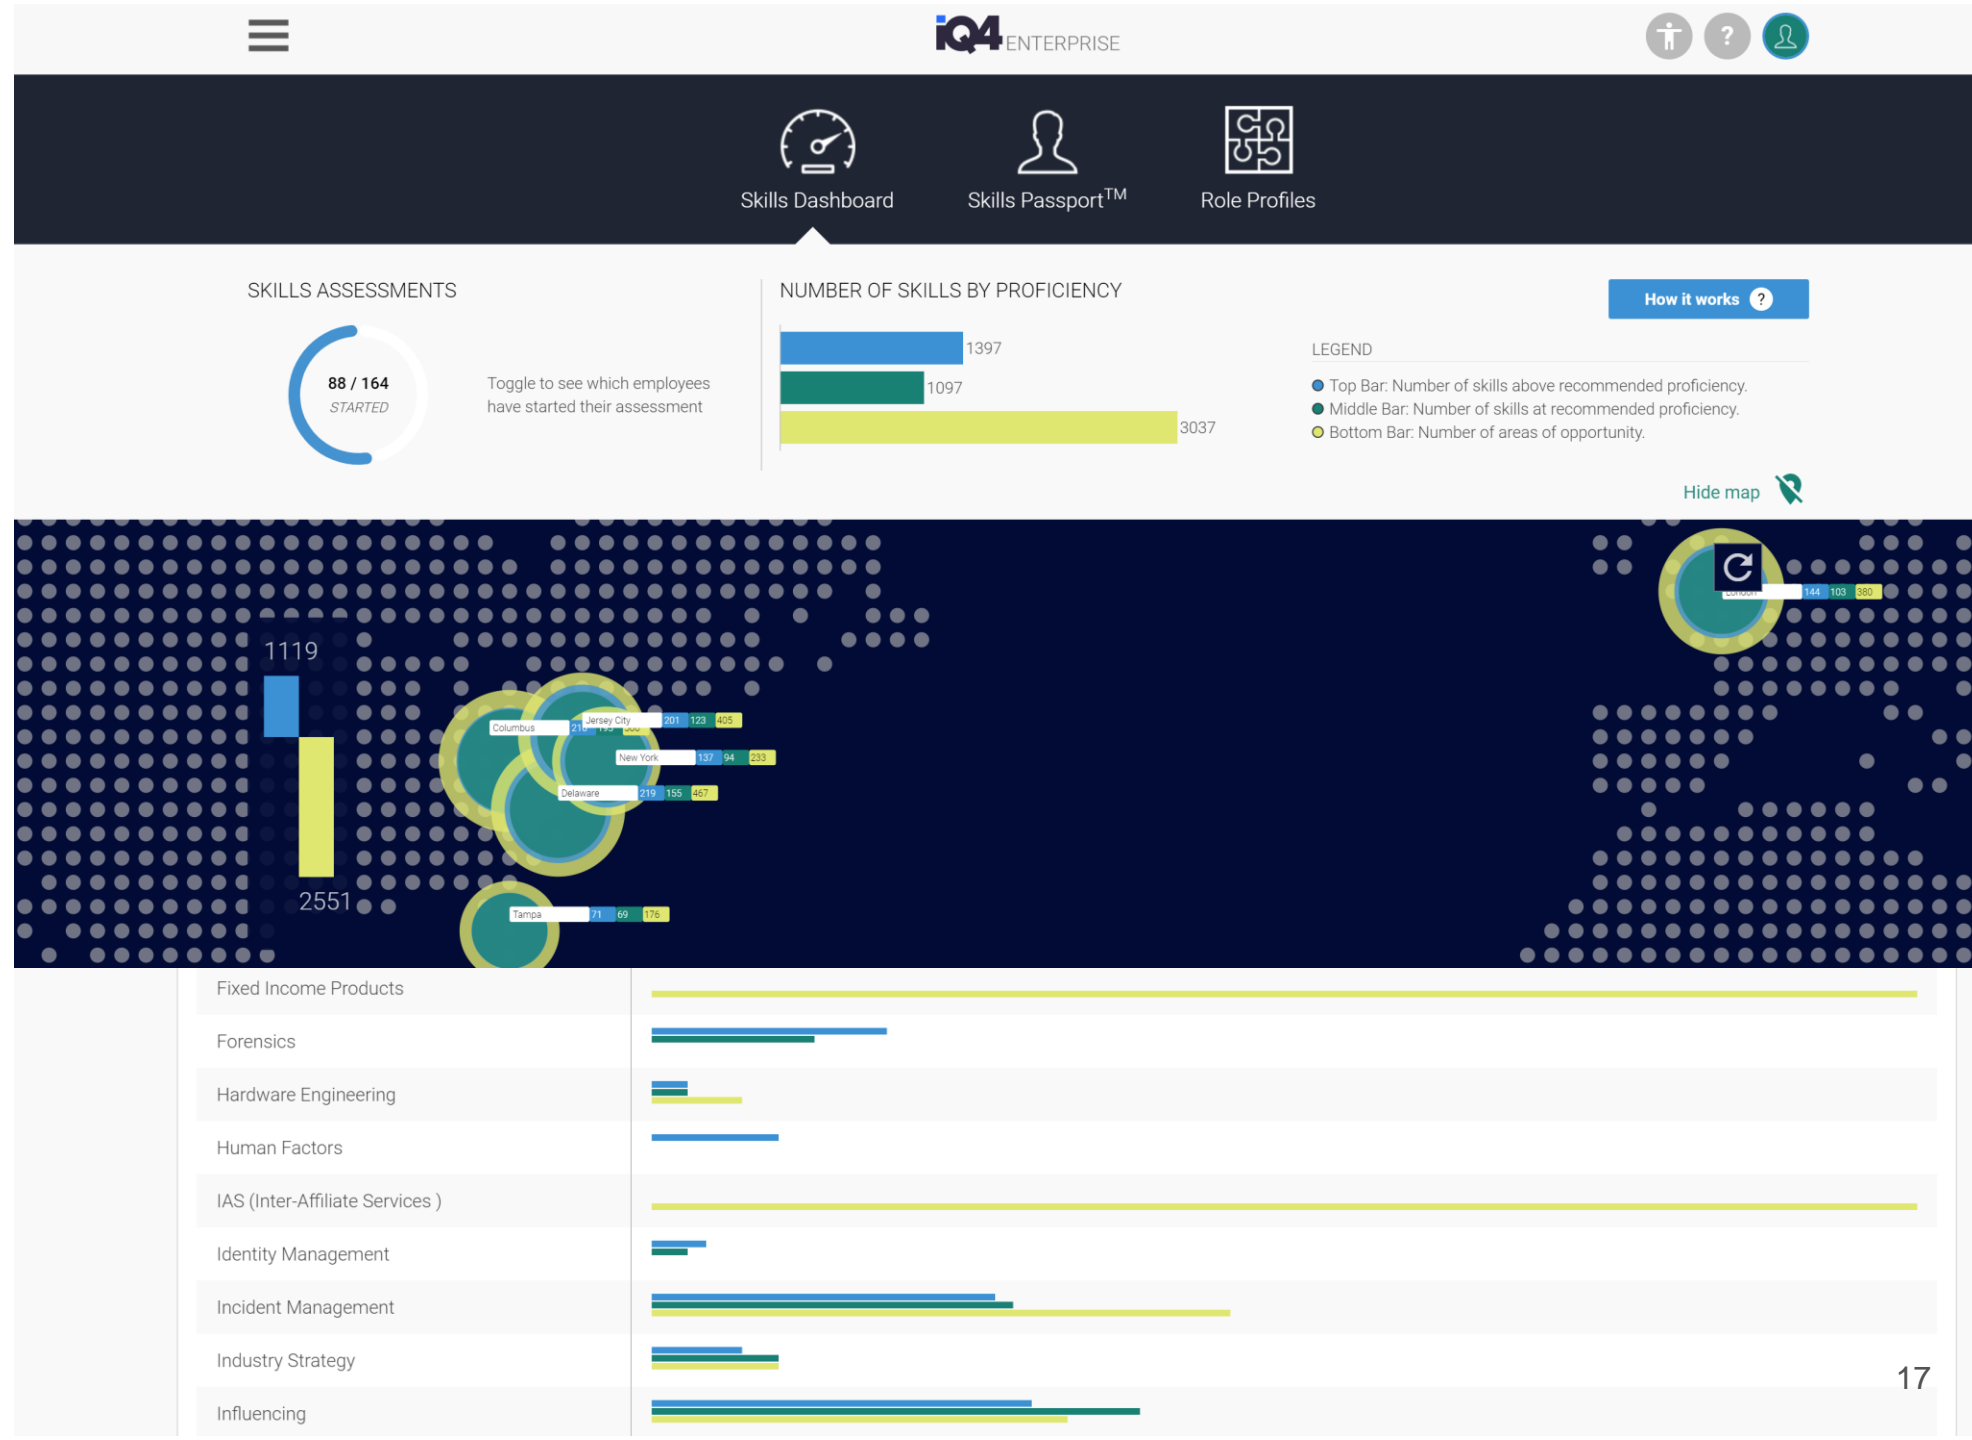 iQ4 ENTERPRISE
?
Skills Dashboard
Skills Passport™
Role Profiles
SKILLS ASSESSMENTS
88 / 164
STARTED
Toggle to see which employees
have started their assessment
NUMBER OF SKILLS BY PROFICIENCY
1397
1097
3037
How it works ?
LEGEND
Top Bar: Number of skills above recommended proficiency.
Middle Bar: Number of skills at recommended proficiency.
Bottom Bar: Number of areas of opportunity.
Hide map
London 144 103 380
1119
2551
Jersey City 201 123 405
Columbus
New York 137 94 233
Delaware 219 155 467
Tampa 71 69 176
Fixed Income Products
Forensics
Hardware Engineering
Human Factors
IAS (Inter-Affiliate Services )
Identity Management
Incident Management
Industry Strategy
17
Influencing